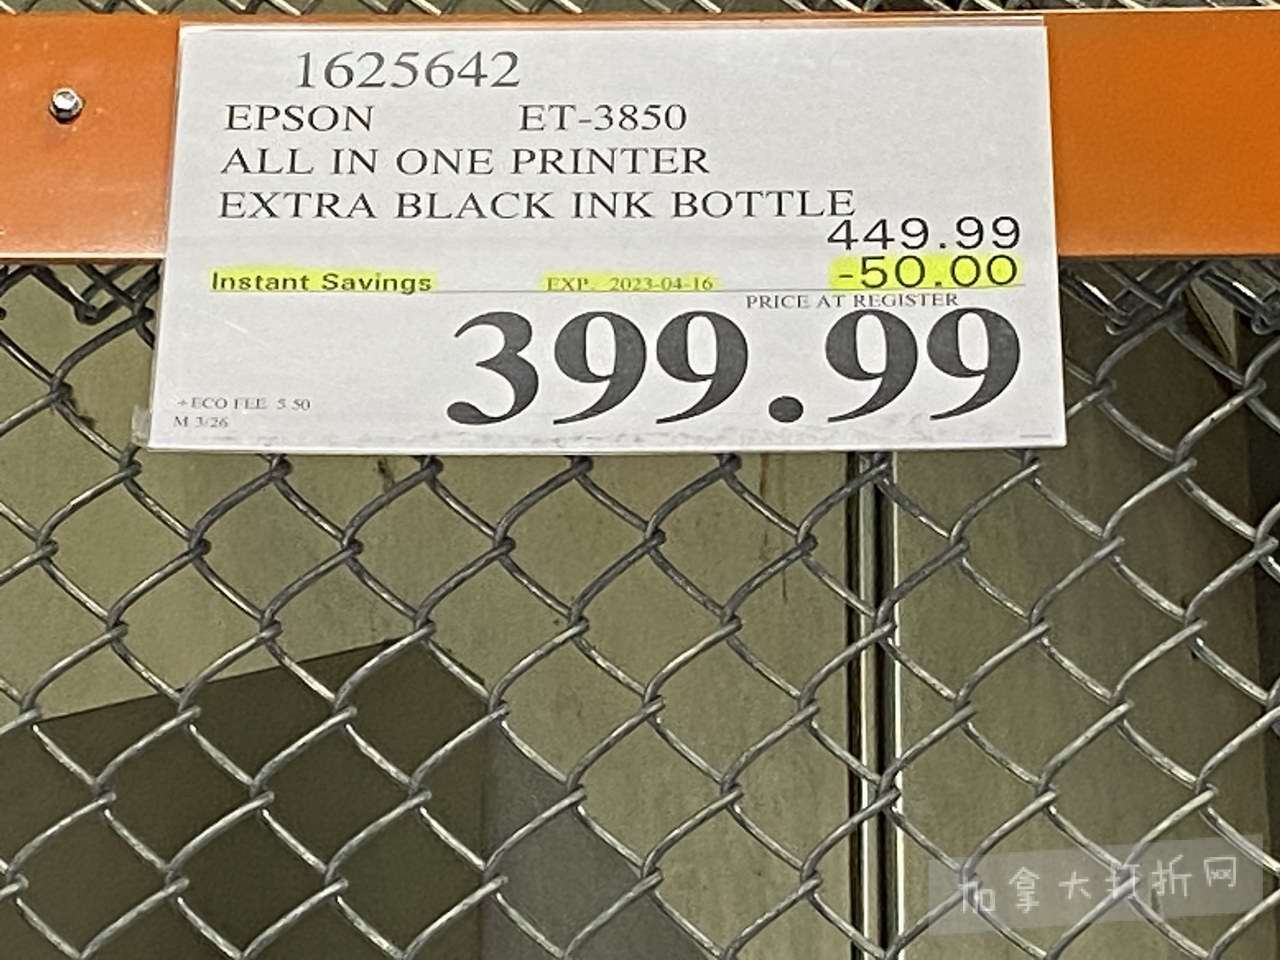 1625642
EPSON ET-3850
ALL IN ONE PRINTER
EXTRA BLACK INK BOTTLE
449.99
Instant Savings EXP. 2023-04-16 -50.00
PRICE AT REGISTER
399.99
+ECO FEE 5.50
M 3/26
加拿大打折网